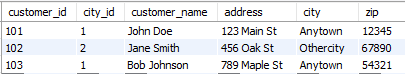 customer_id city_id customer_name address city zip
101 1 John Doe 123 Main St Anytown 12345
102 2 Jane Smith 456 Oak St Othercity 67890
103 1 Bob Johnson 789 Maple St Anytown 54321